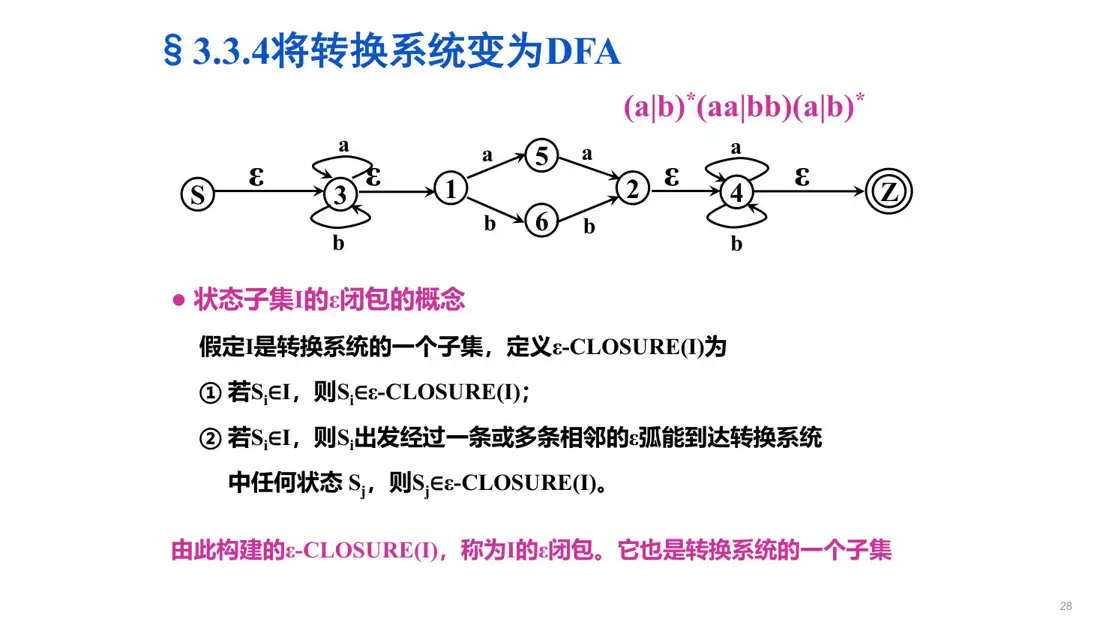 §3.3.4将转换系统变为DFA
(a|b)*(aa|bb)(a|b)*
a a
a 5 a
S ε 3 ε 1 2 ε 4 ε Z
b 6 b
b b
● 状态子集I的ε闭包的概念
假定I是转换系统的一个子集，定义ε-CLOSURE(I)为
① 若Si∈I，则Si∈ε-CLOSURE(I)；
② 若Si∈I，则Si出发经过一条或多条相邻的ε弧能到达转换系统
中任何状态 Sj，则Sj∈ε-CLOSURE(I)。
由此构建的ε-CLOSURE(I)，称为I的ε闭包。它也是转换系统的一个子集
28